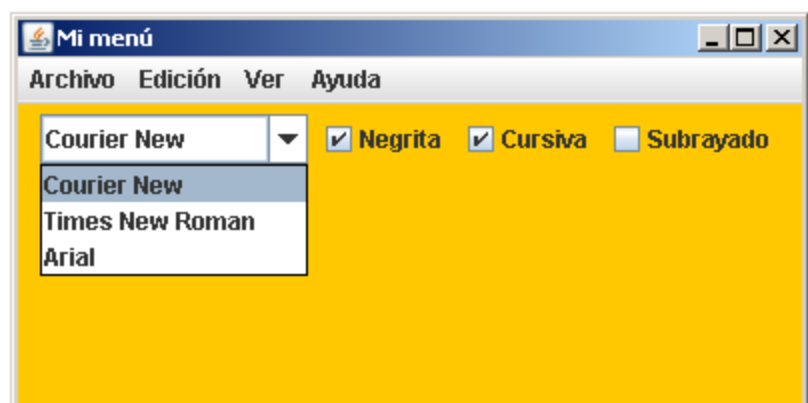 Mi menú
Archivo Edición Ver Ayuda
Courier New Negrita Cursiva Subrayado
Courier New
Times New Roman
Arial